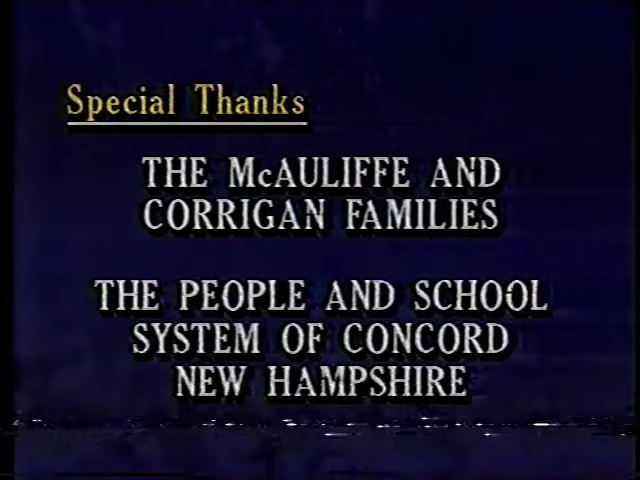 Special Thanks
THE McAULIFFE AND
CORRIGAN FAMILIES
THE PEOPLE AND SCHOOL
SYSTEM OF CONCORD
NEW HAMPSHIRE